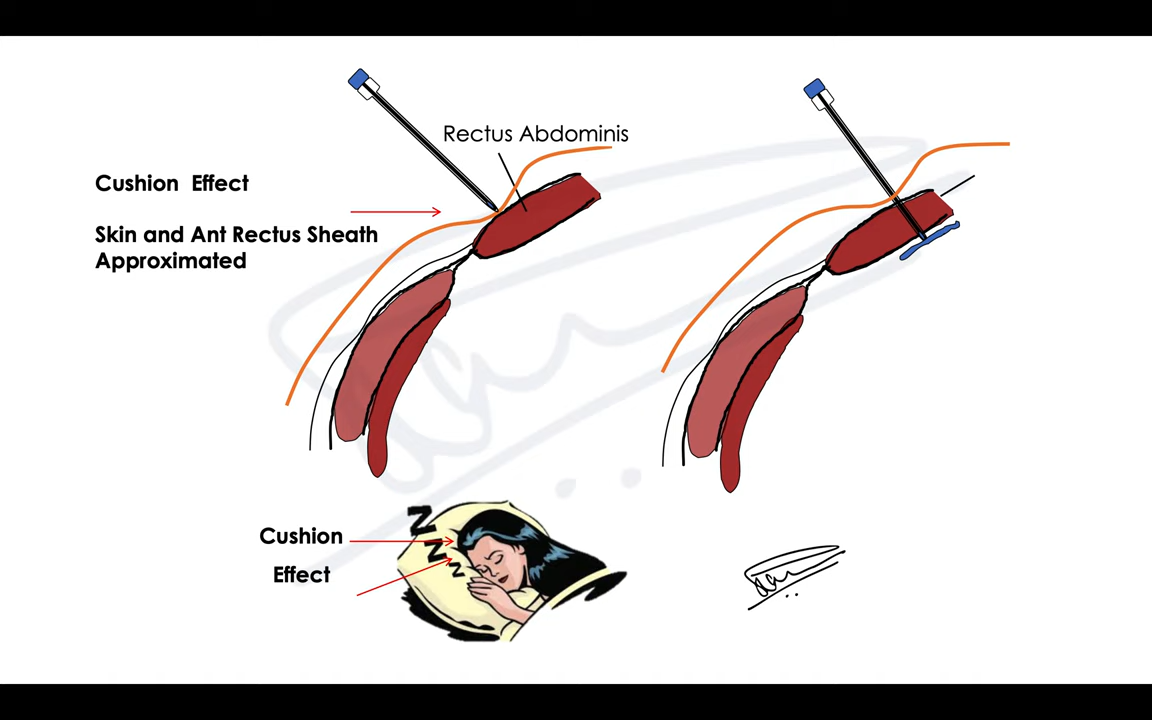 Rectus Abdominis
Cushion Effect
Skin and Ant Rectus Sheath
Approximated
Z
Z
Z
Cushion
Effect